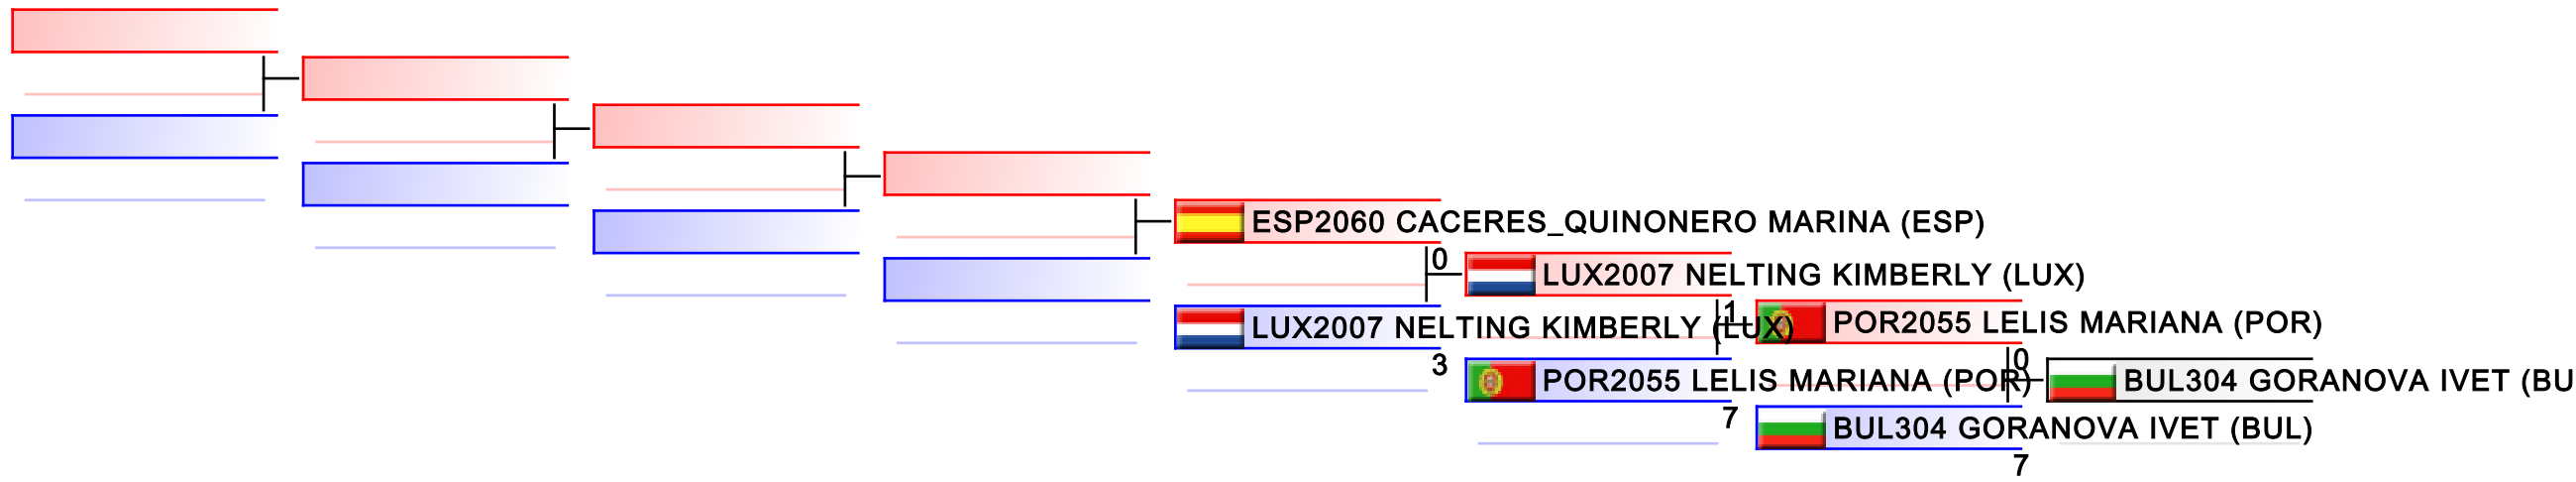 ESP2060 CACERES_QUINONERO MARINA (ESP)
0
LUX2007 NELTING KIMBERLY (LUX)
LUX2007 NELTING KIMBERLY (LUX)
1
POR2055 LELIS MARIANA (POR)
3
0
POR2055 LELIS MARIANA (POR)
BUL304 GORANOVA IVET (BU
7
BUL304 GORANOVA IVET (BUL)
7